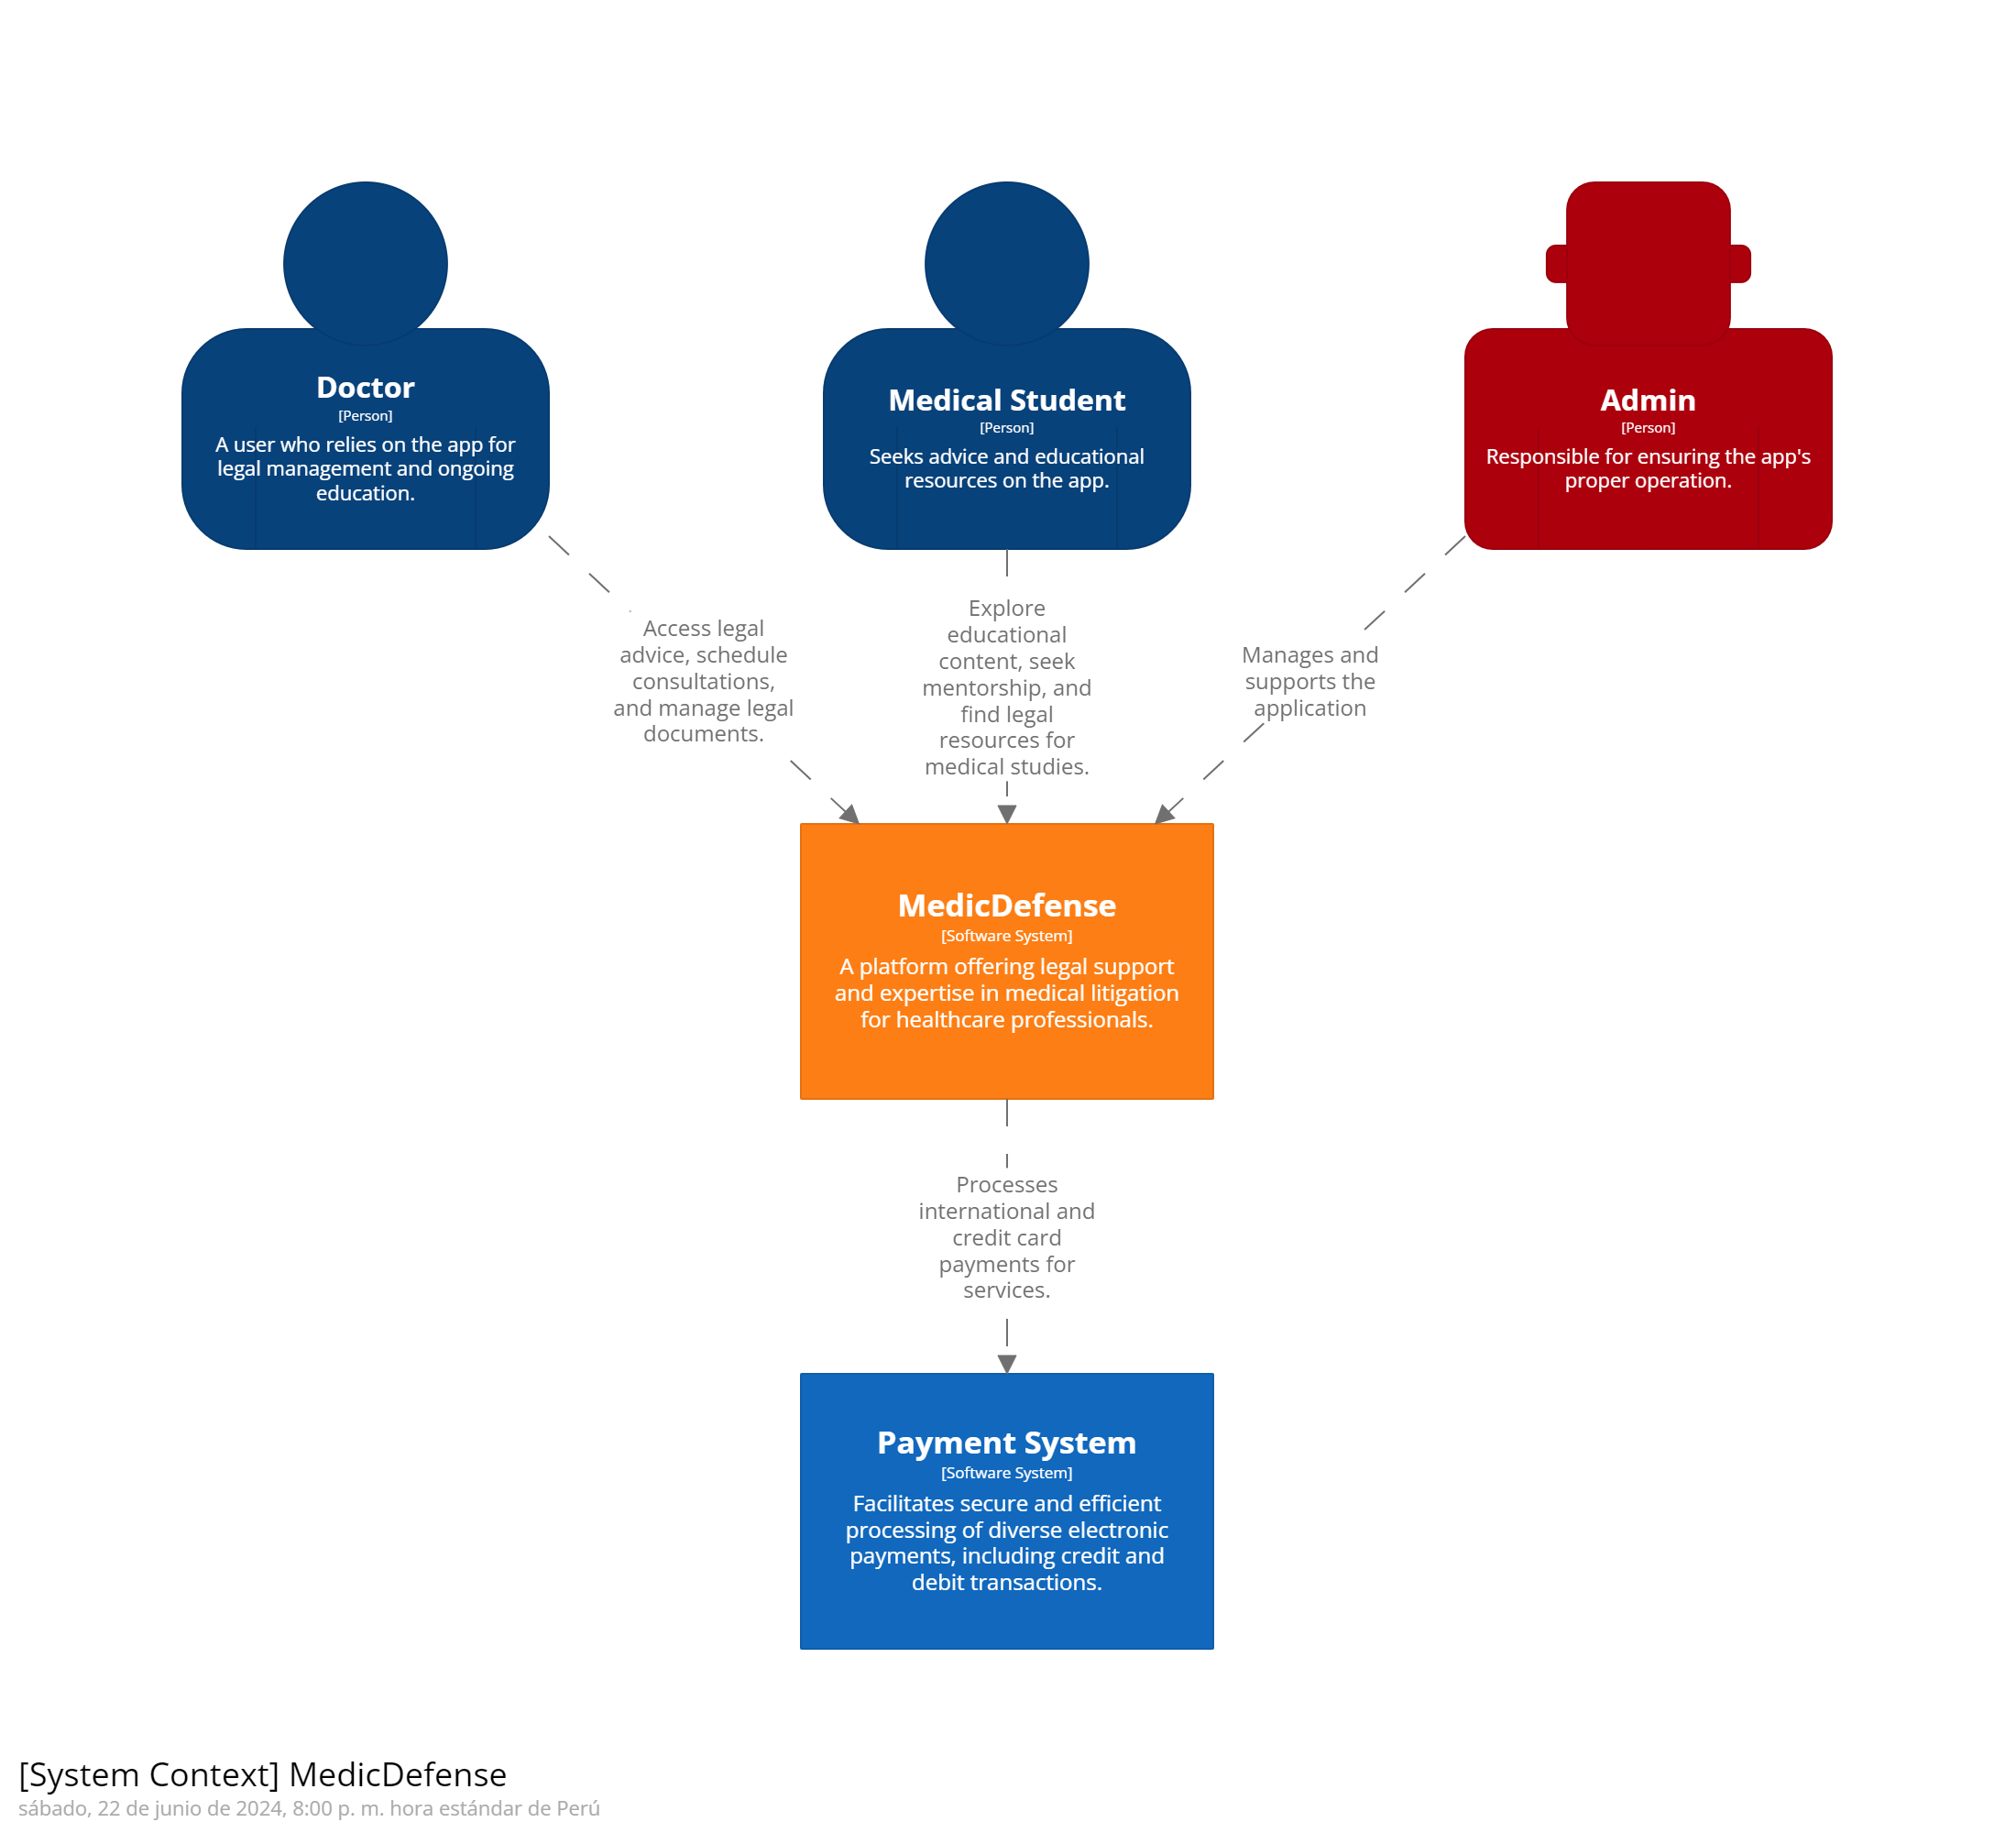 Doctor
[Person]
A user who relies on the app for
legal management and ongoing
education.
Medical Student
[Person]
Seeks advice and educational
resources on the app.
Admin
[Person]
Responsible for ensuring the app's
proper operation.
Access legal
advice, schedule
consultations,
and manage legal
documents.
Explore
educational
content, seek
mentorship, and
find legal
resources for
medical studies.
Manages and
supports the
application
MedicDefense
[Software System]
A platform offering legal support
and expertise in medical litigation
for healthcare professionals.
Processes
international and
credit card
payments for
services.
Payment System
[Software System]
Facilitates secure and efficient
processing of diverse electronic
payments, including credit and
debit transactions.
[System Context] MedicDefense
sábado, 22 de junio de 2024, 8:00 p. m. hora estándar de Perú